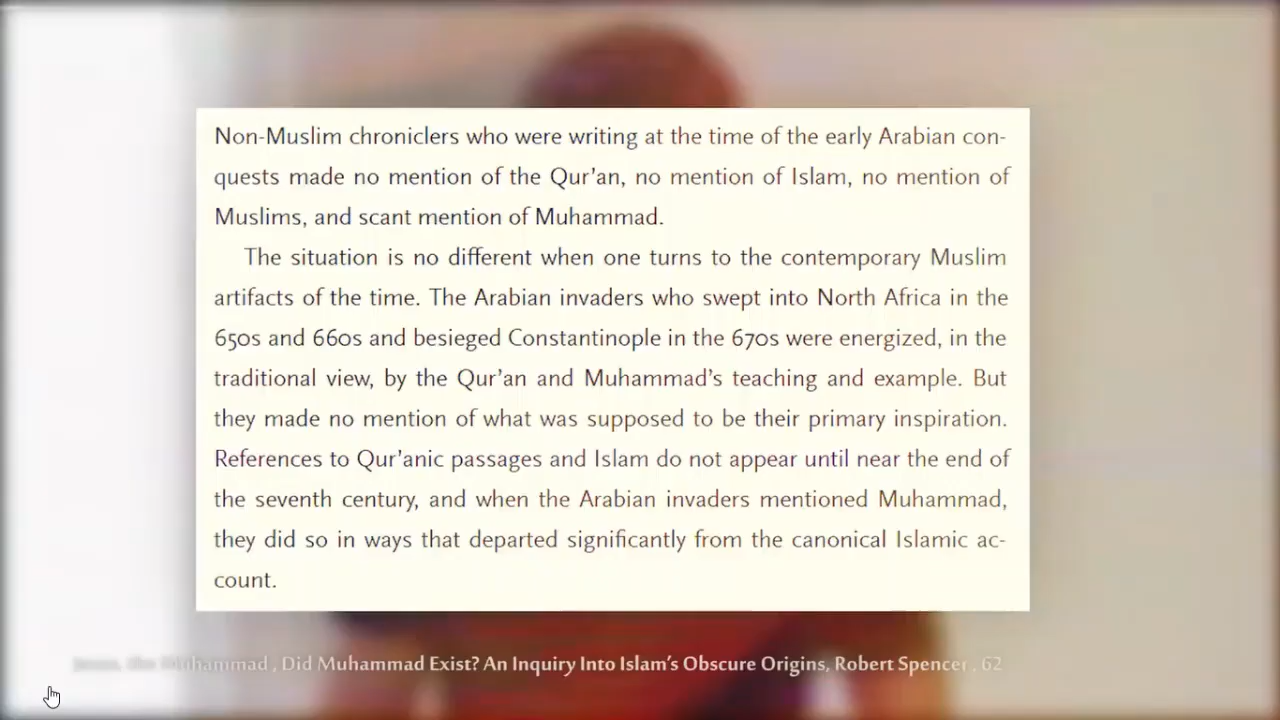 Non-Muslim chroniclers who were writing at the time of the early Arabian con-
quests made no mention of the Qur'an, no mention of Islam, no mention of
Muslims, and scant mention of Muhammad.
The situation is no different when one turns to the contemporary Muslim
artifacts of the time. The Arabian invaders who swept into North Africa in the
650s and 660s and besieged Constantinople in the 670s were energized, in the
traditional view, by the Qur'an and Muhammad's teaching and example. But
they made no mention of what was supposed to be their primary inspiration.
References to Qur'anic passages and Islam do not appear until near the end of
the seventh century, and when the Arabian invaders mentioned Muhammad,
they did so in ways that departed significantly from the canonical Islamic ac-
count.
the Muhammad , Did Muhammad Exist? An Inquiry Into Islam's Obscure Origins, Robert Spencer , 62